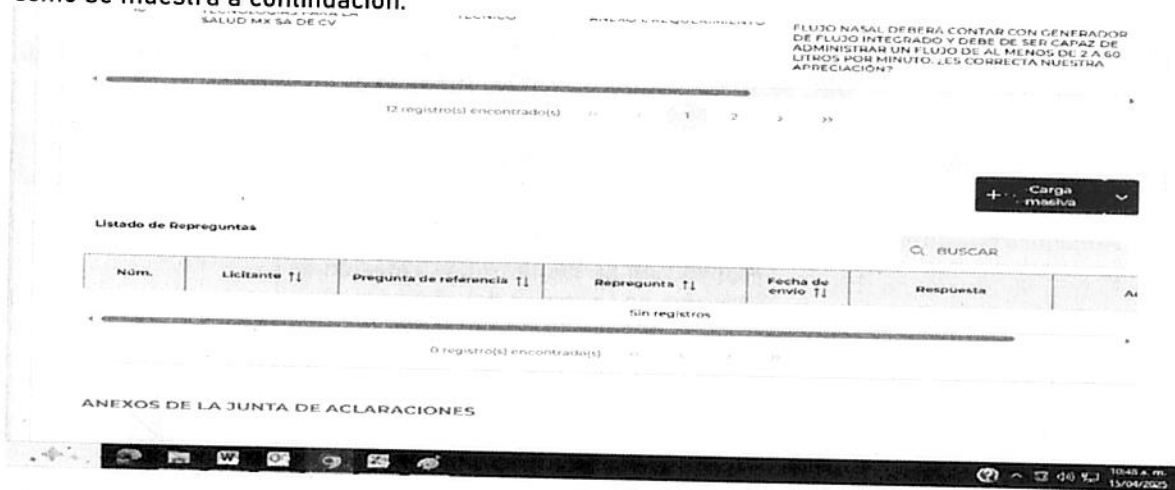 como se muestra a continuación.
SALUD MX SA DE CV
FLUJO NASAL DEBERÁ CONTAR CON GENERADOR
DE FLUJO INTEGRADO Y DEBE DE SER CAPAZ DE
ADMINISTRAR UN FLUJO DE AL MENOS DE 2 A 60
LITROS POR MINUTO. ¿ES CORRECTA NUESTRA
APRECIACIÓN?
12 registro(s) encontrado(s) << < 1 2 > >>
+ Carga masiva
Listado de Repreguntas
BUSCAR
Núm. Licitante ↑↓ Pregunta de referencia ↑↓ Repregunta ↑↓ Fecha de envío ↑↓ Respuesta
Sin registros
0 registro(s) encontrado(s)
ANEXOS DE LA JUNTA DE ACLARACIONES
10:48 a. m.
15/04/2025